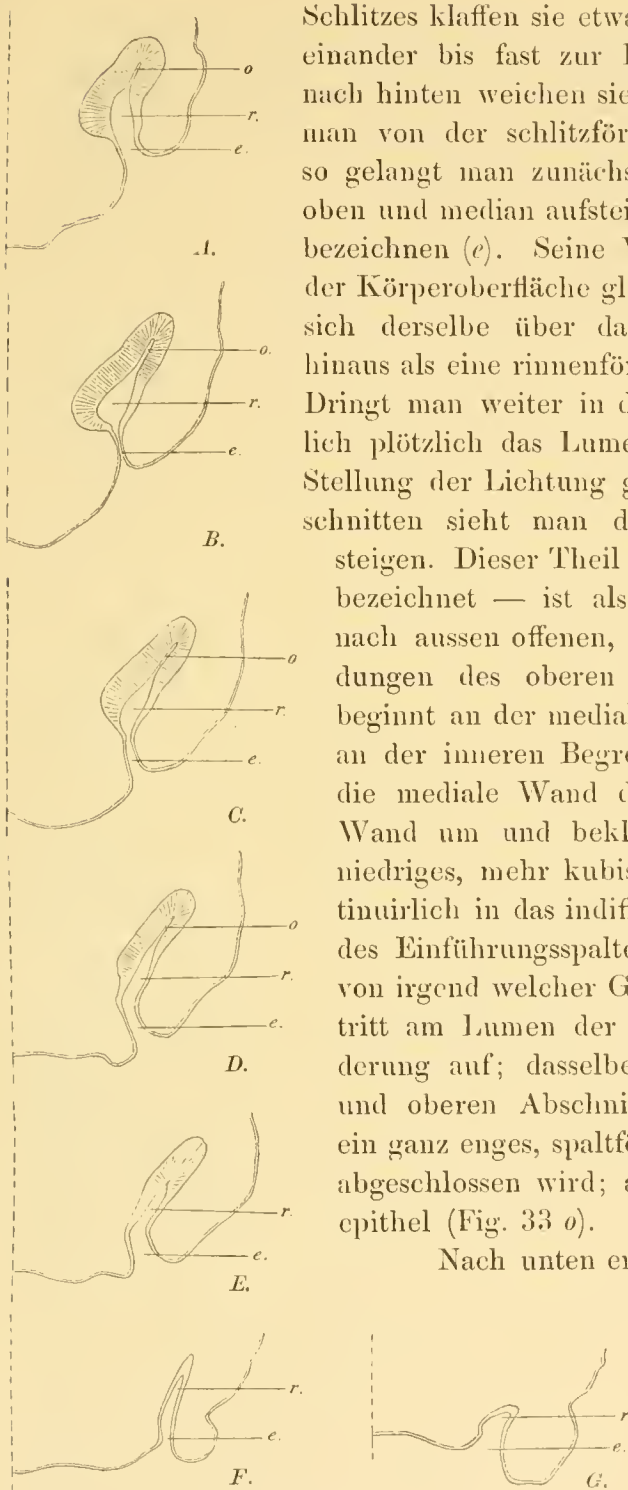 Schlitzes klaffen sie etwa
einander bis fast zur
nach hinten weichen sie
man von der schlitzför
so gelangt man zunächs
oben und median aufstei
bezeichnen (e). Seine
der Körperoberfläche gl
sich derselbe über da
hinaus als eine rinnenför
Dringt man weiter in d
lich plötzlich das Lume
Stellung der Lichtung g
schnitten sieht man d
steigen. Dieser Theil
bezeichnet — ist als
nach aussen offenen,
dungen des oberen
beginnt an der media
an der inneren Begre
die mediale Wand d
Wand um und bekl
niedriges, mehr kubis
tinuirlich in das indif
des Einführungsspalte
von irgend welcher G
tritt am Lumen der
derung auf; dasselbe
und oberen Abschni
ein ganz enges, spaltfö
abgeschlossen wird; a
epithel (Fig. 33 o).
Nach unten er
o
r.
e.
A.
o.
r.
e.
B.
o
r.
e.
C.
o
r.
e.
D.
r.
e.
E.
r.
e.
F.
r
e.
G.